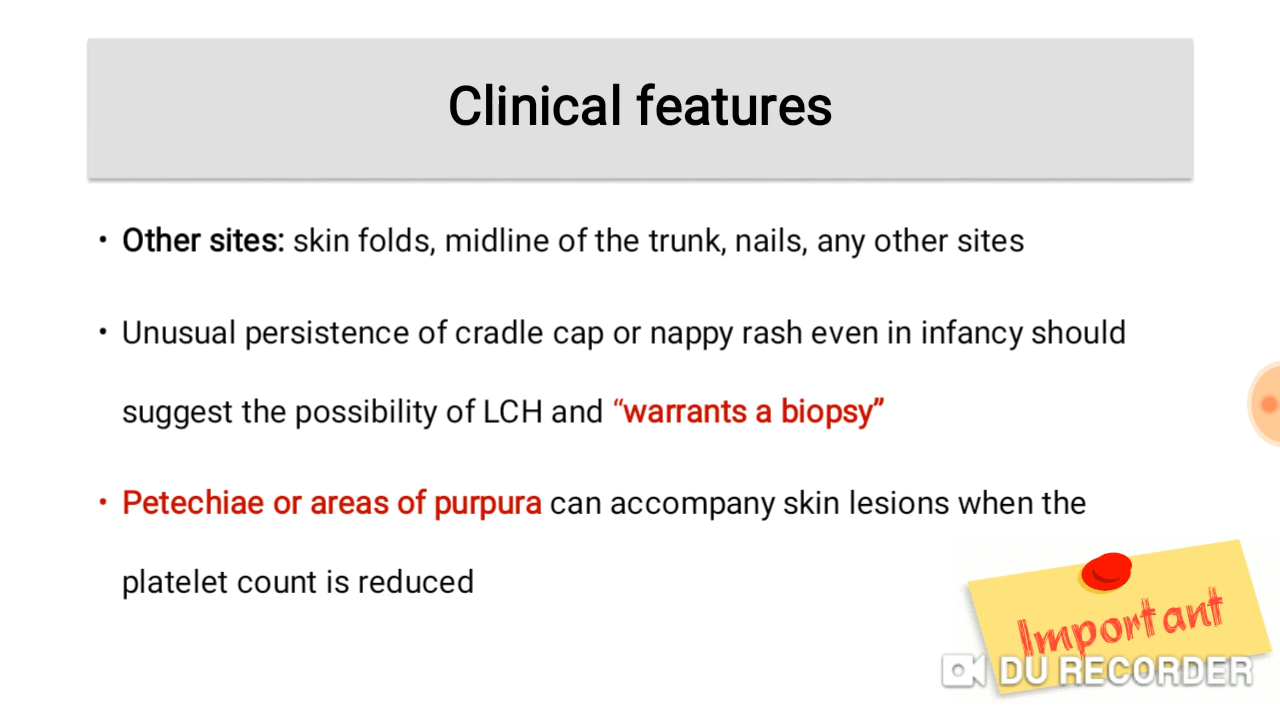 Clinical features
• Other sites: skin folds, midline of the trunk, nails, any other sites
• Unusual persistence of cradle cap or nappy rash even in infancy should
suggest the possibility of LCH and “warrants a biopsy”
• Petechiae or areas of purpura can accompany skin lesions when the
platelet count is reduced
Important
DU RECORDER